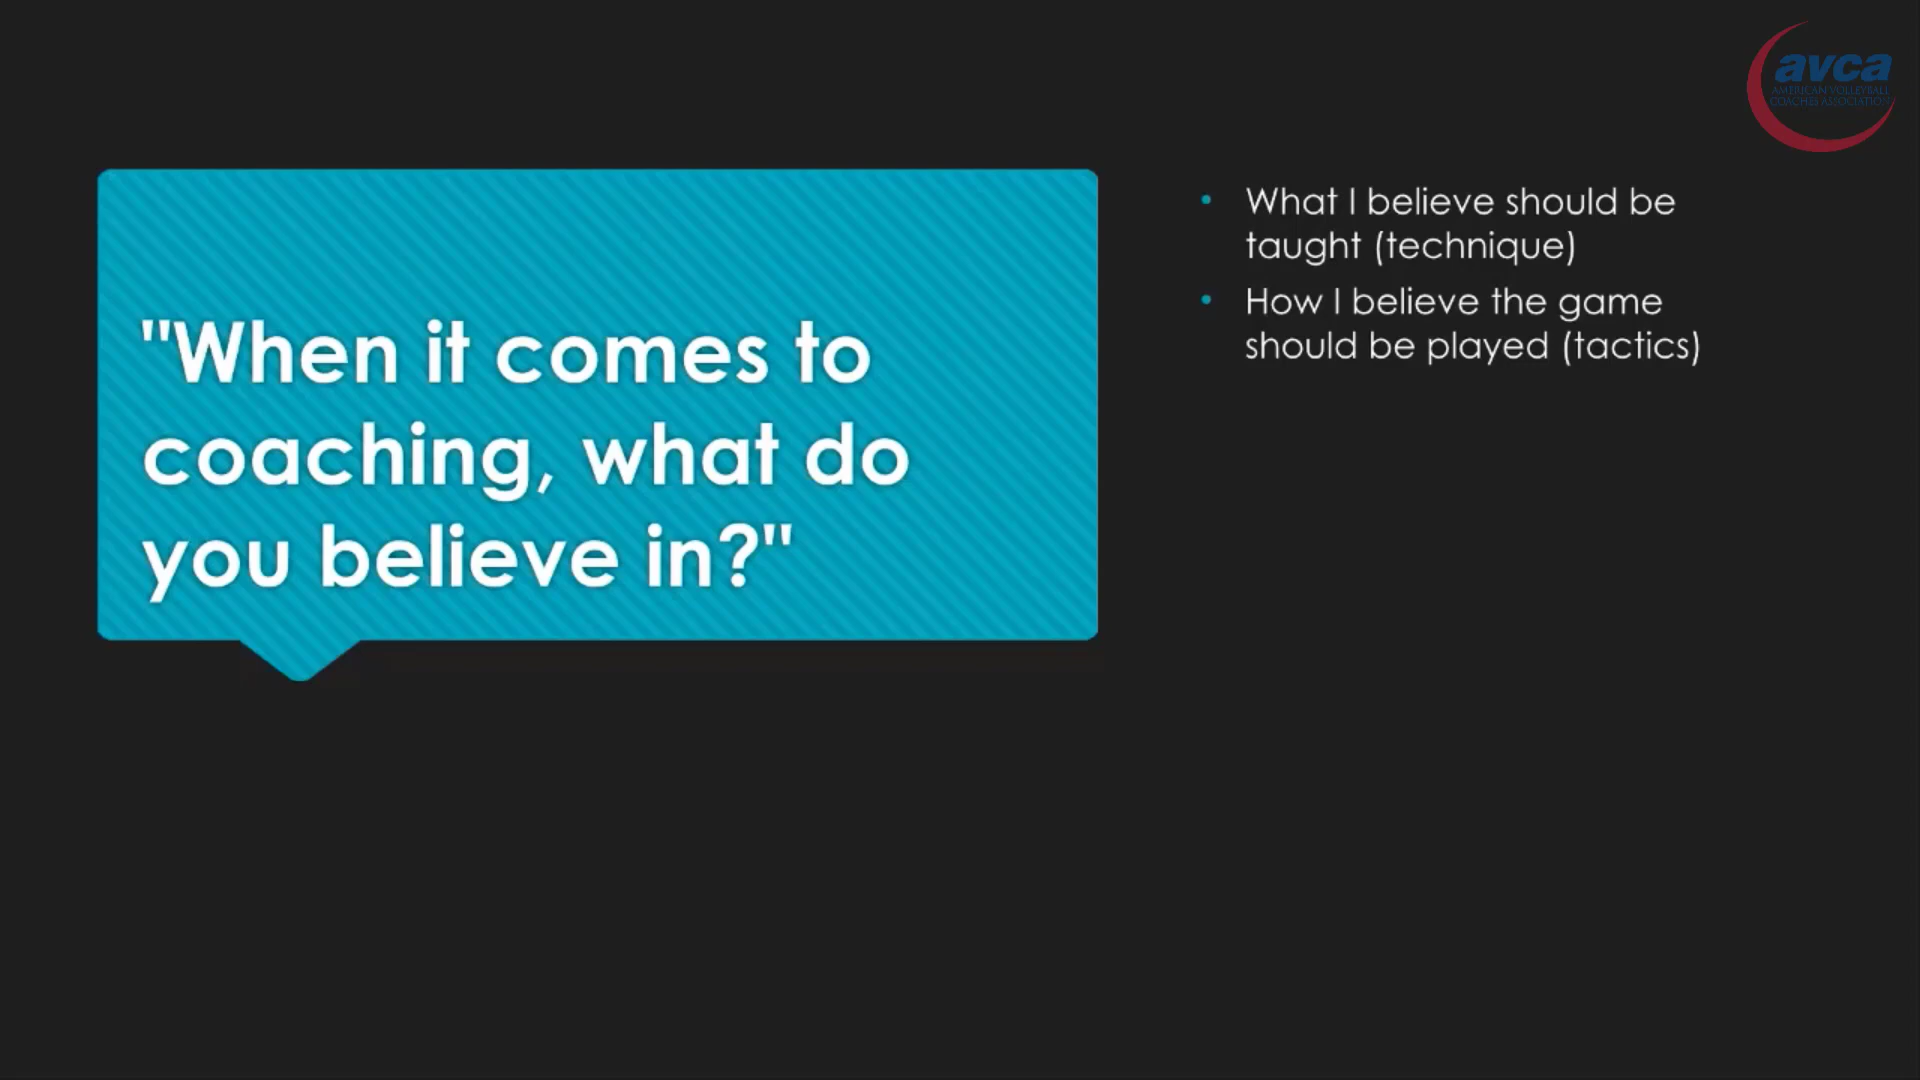 avca
AMERICAN VOLLEYBALL
COACHES ASSOCIATION
"When it comes to
coaching, what do
you believe in?"
• What I believe should be
taught (technique)
• How I believe the game
should be played (tactics)